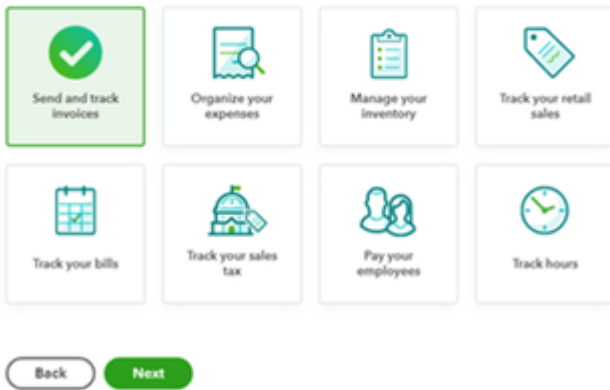 Send and track
invoices
Organize your
expenses
Manage your
inventory
Track your retail
sales
Track your bills
Track your sales
tax
Pay your
employees
Track hours
Back
Next